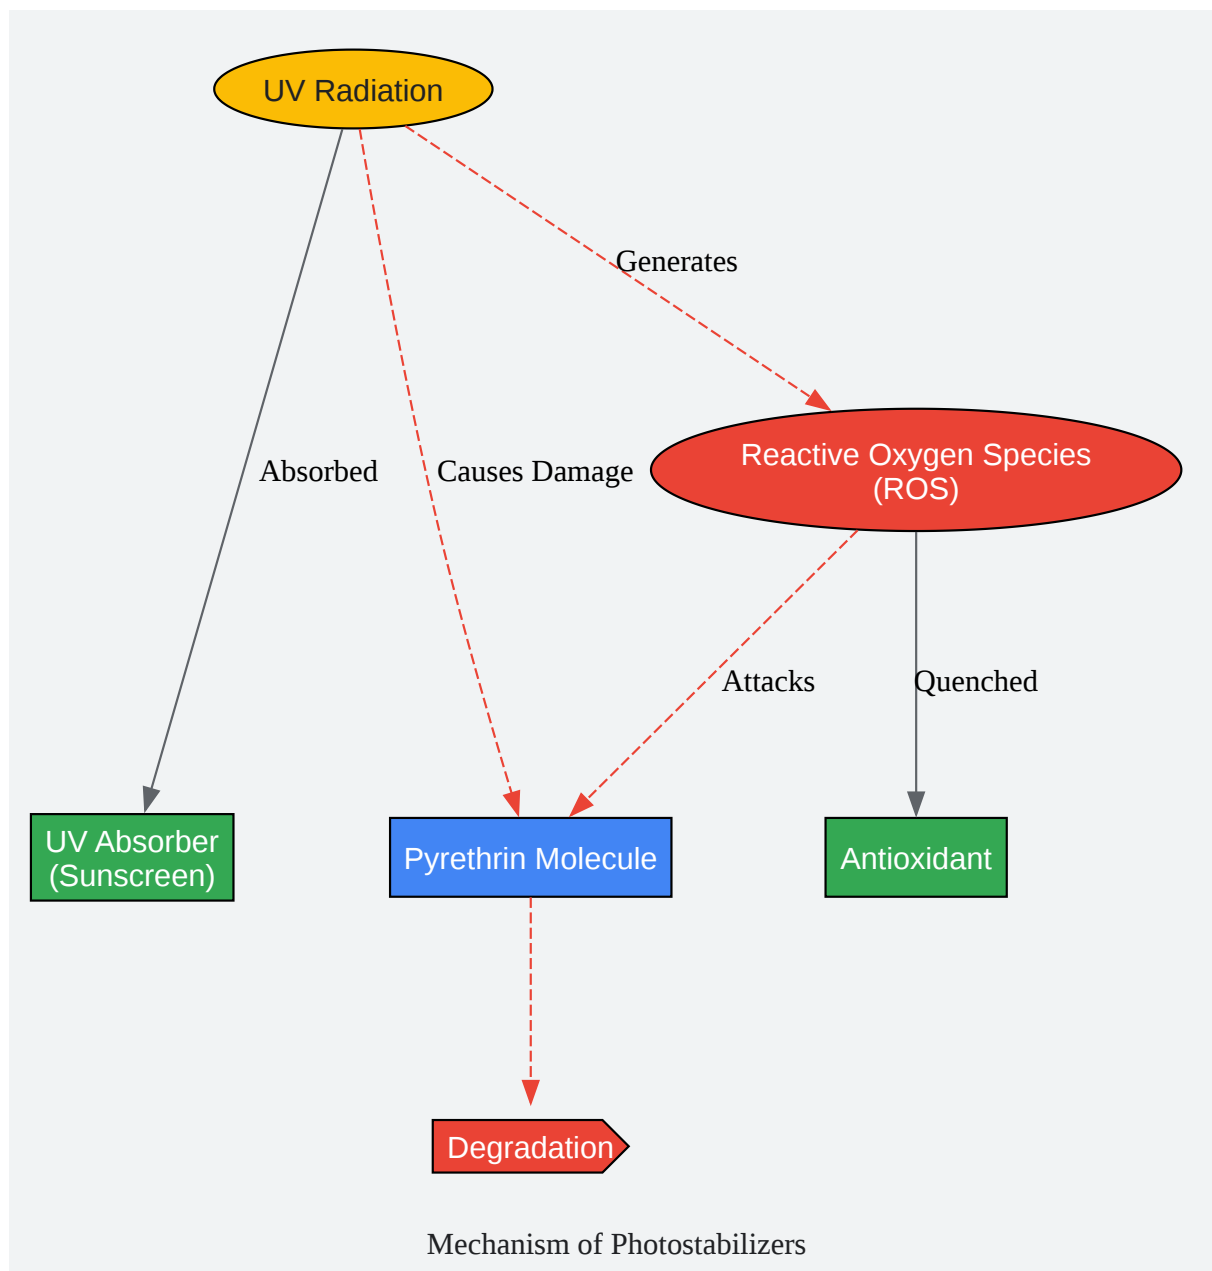 UV Radiation
Generates
Reactive Oxygen Species
(ROS)
Absorbed
Causes Damage
Attacks
Quenched
UV Absorber
(Sunscreen)
Pyrethrin Molecule
Antioxidant
Degradation
Mechanism of Photostabilizers